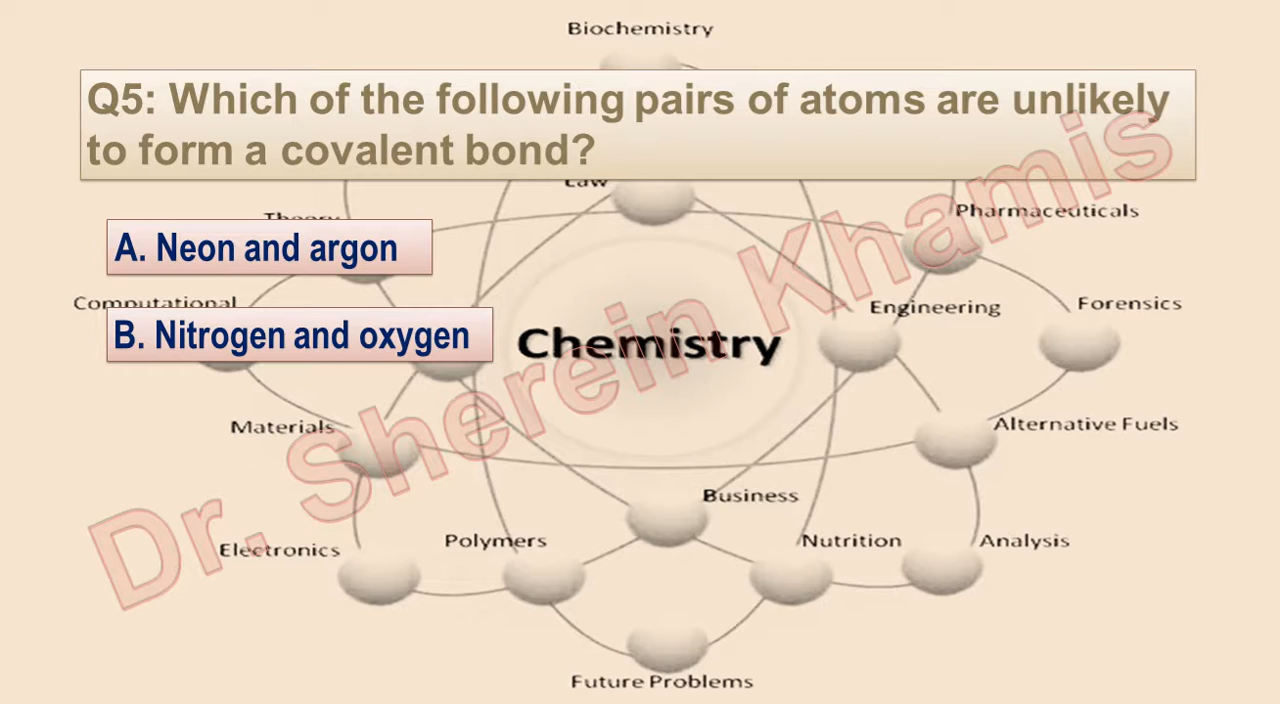 Biochemistry
Q5: Which of the following pairs of atoms are unlikely
to form a covalent bond?
Law
Theory
Pharmaceuticals
A. Neon and argon
Computational
Engineering
Forensics
B. Nitrogen and oxygen
Chemistry
Materials
Alternative Fuels
Business
Electronics
Polymers
Nutrition
Analysis
Future Problems
Dr. Sherein Khamis